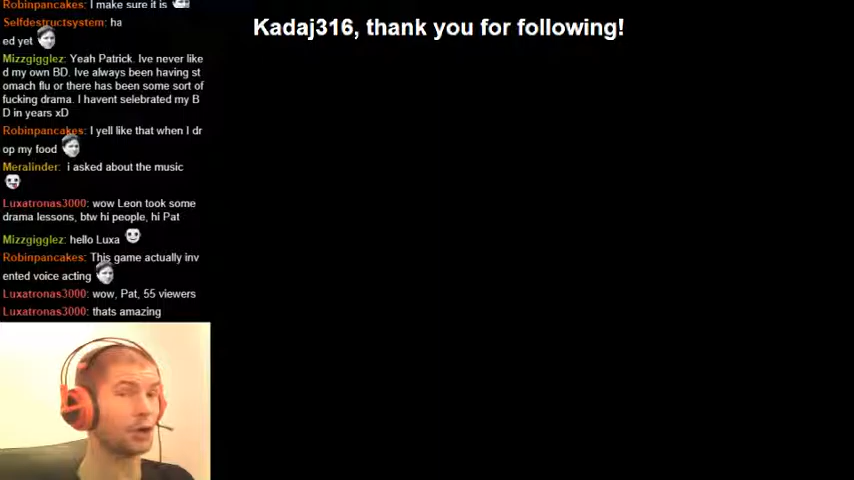 Robinpancakes: I make sure it is
Selfdestructsystem: ha
ed yet
Mizzgigglez: Yeah Patrick. Ive never like
d my own BD. Ive always been having st
omach flu or there has been some sort of
fucking drama. I havent selebrated my B
D in years xD
Robinpancakes: I yell like that when I dr
op my food
Meralinder: i asked about the music
Luxatronas3000: wow Leon took some
drama lessons, btw hi people, hi Pat
Mizzgigglez: hello Luxa
Robinpancakes: This game actually inv
ented voice acting
Luxatronas3000: wow, Pat, 55 viewers
Luxatronas3000: thats amazing
Kadaj316, thank you for following!